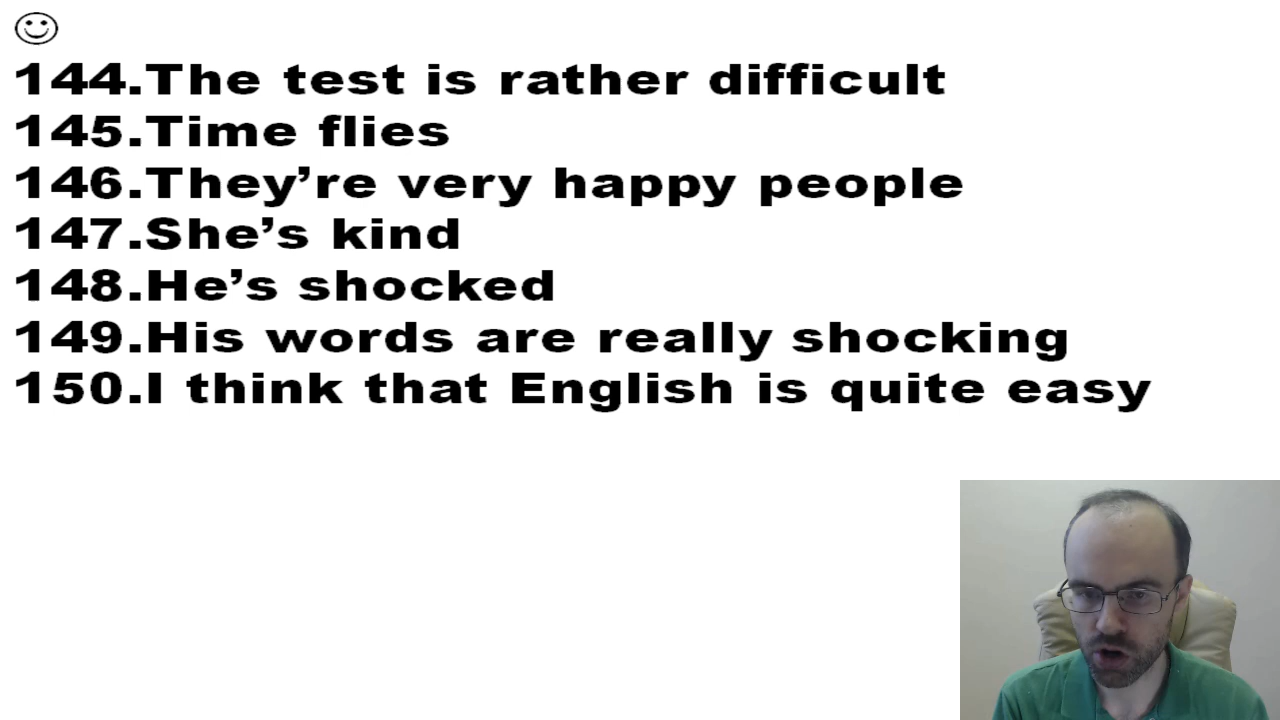 144.The test is rather difficult
145.Time flies
146.They’re very happy people
147.She’s kind
148.He’s shocked
149.His words are really shocking
150.I think that English is quite easy